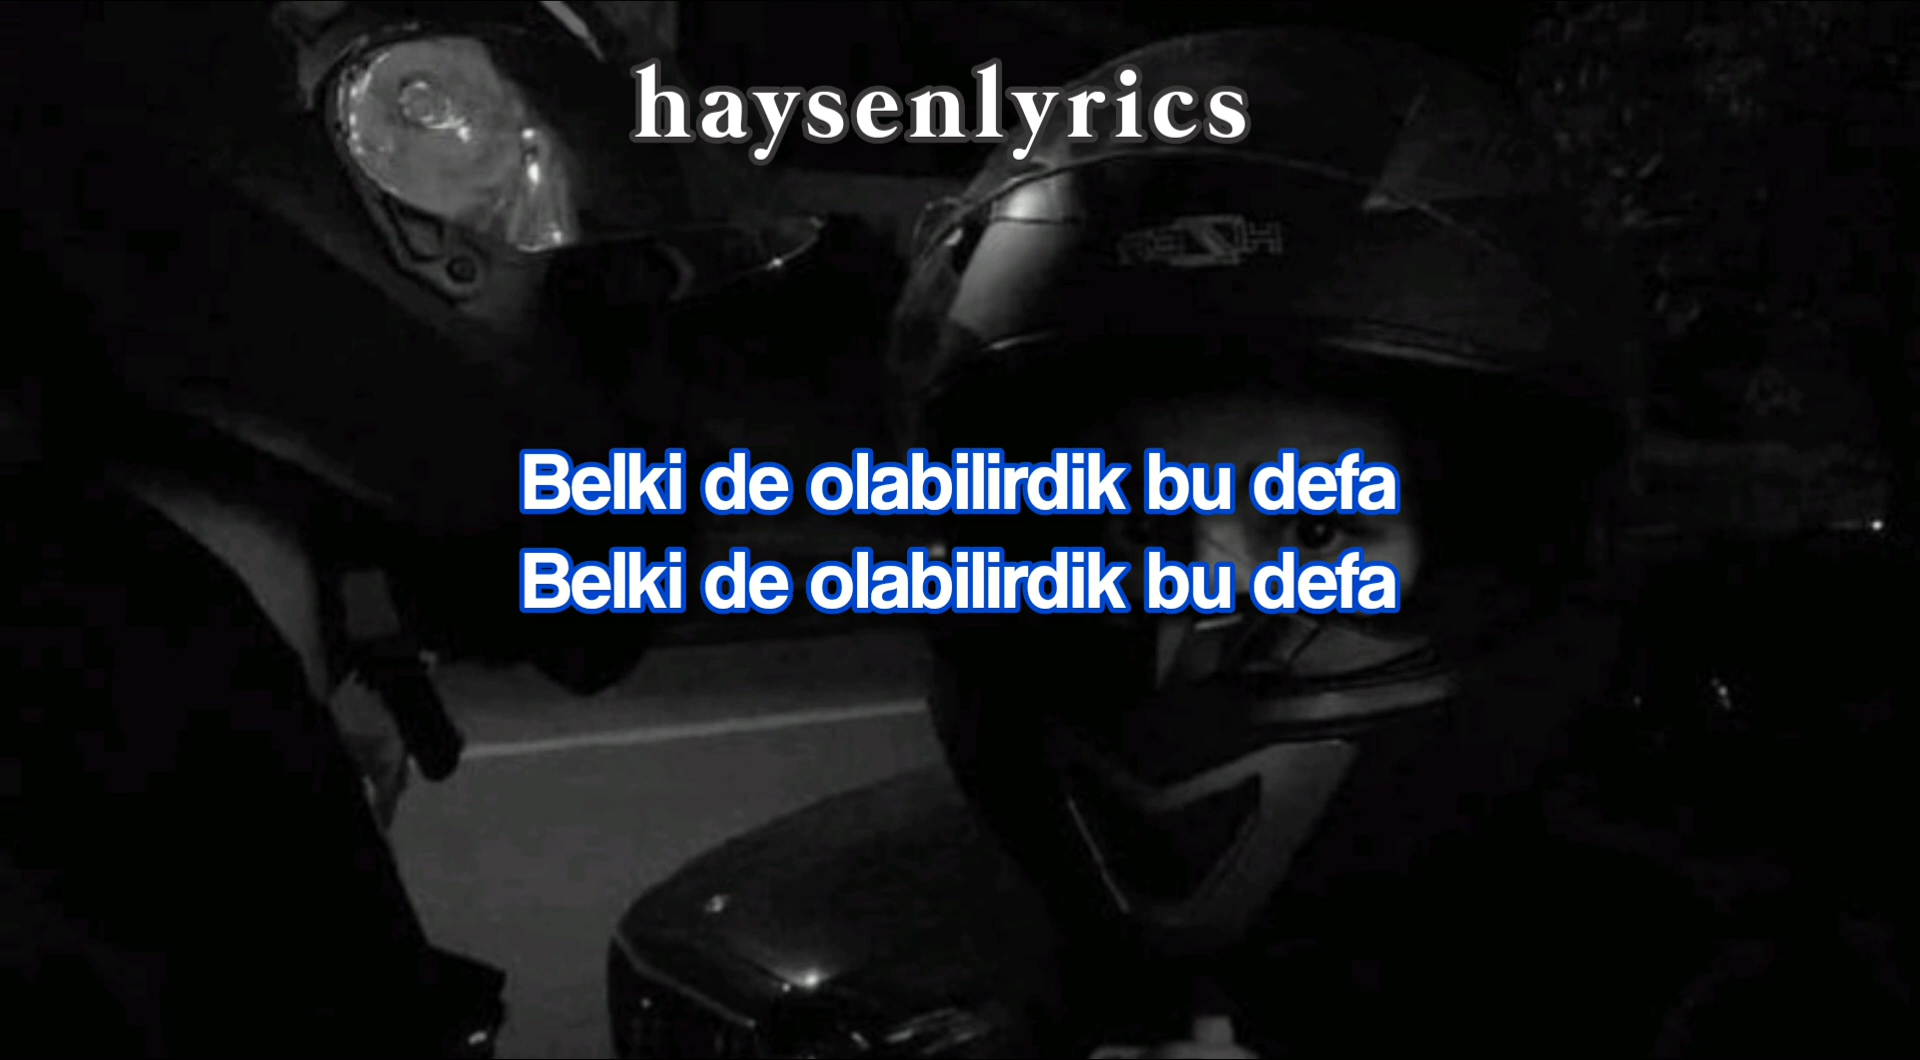 haysenlyrics
Belki de olabilirdik bu defa
Belki de olabilirdik bu defa